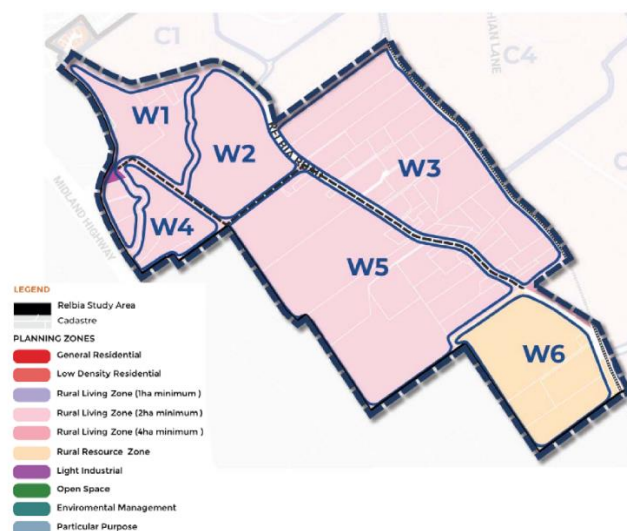 C1
C4
W1
W2
W3
W4
W5
W6
RELBIA
MIDLAND HIGHWAY
LEGEND
Relbia Study Area
Cadastre
PLANNING ZONES
General Residential
Low Density Residential
Rural Living Zone (1ha minimum )
Rural Living Zone (2ha minimum )
Rural Living Zone (4ha minimum )
Rural Resource Zone
Light Industrial
Open Space
Enviromental Management
Particular Purpose